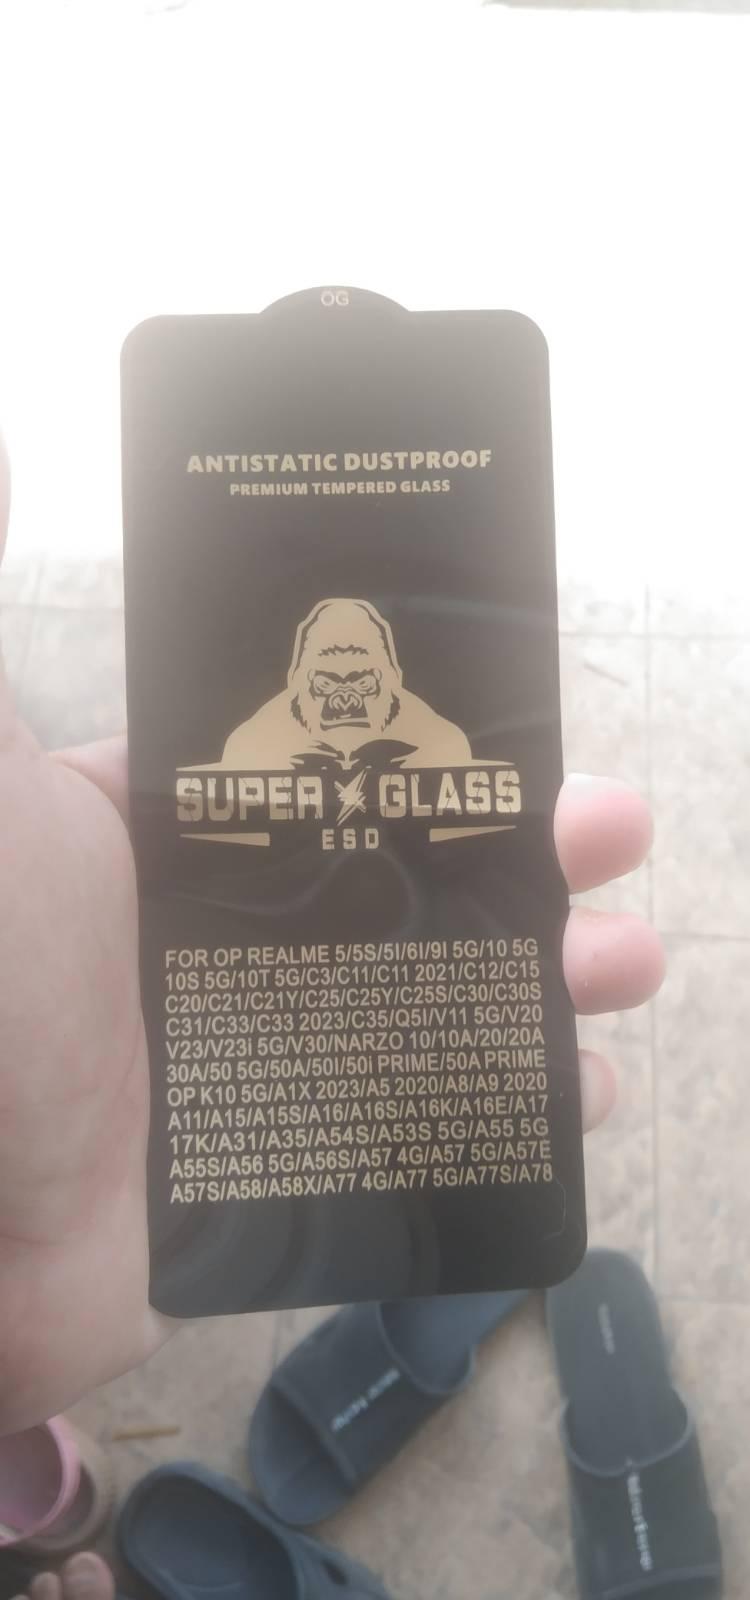 OG
ANTISTATIC DUSTPROOF
PREMIUM TEMPERED GLASS
SUPER GLASS
ESD
FOR OP REALME 5/5S/5I/6I/9I 5G/10 5G
10S 5G/10T 5G/C3/C11/C11 2021/C12/C15
C20/C21/C21Y/C25/C25Y/C25S/C30/C30S
C31/C33/C33 2023/C35/Q5I/V11 5G/V20
V23/V23i 5G/V30/NARZO 10/10A/20/20A
30A/50 5G/50A/50I/50i PRIME/50A PRIME
OP K10 5G/A1X 2023/A5 2020/A8/A9 2020
A11/A15/A15S/A16/A16S/A16K/A16E/A17
17K/A31/A35/A54S/A53S 5G/A55 5G
A55S/A56 5G/A56S/A57 4G/A57 5G/A57E
A57S/A58/A58X/A77 4G/A77 5G/A77S/A78